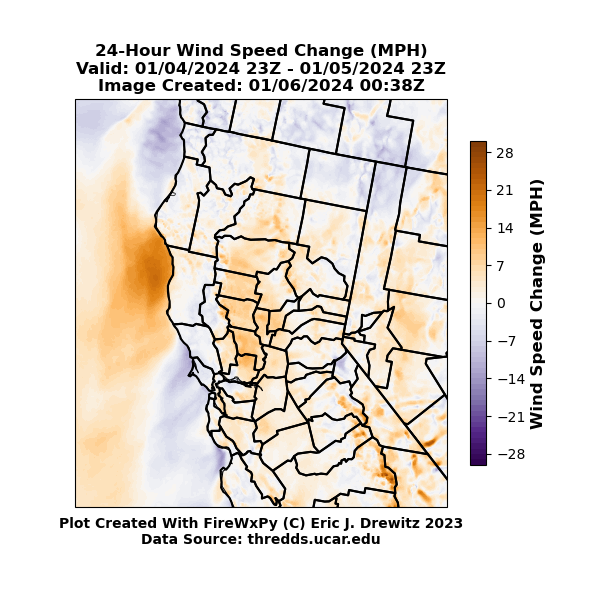 24-Hour Wind Speed Change (MPH)
Valid: 01/04/2024 23Z - 01/05/2024 23Z
Image Created: 01/06/2024 00:38Z
28
21
14
7
0
−7
−14
−21
−28
Wind Speed Change (MPH)
Plot Created With FireWxPy (C) Eric J. Drewitz 2023
Data Source: thredds.ucar.edu